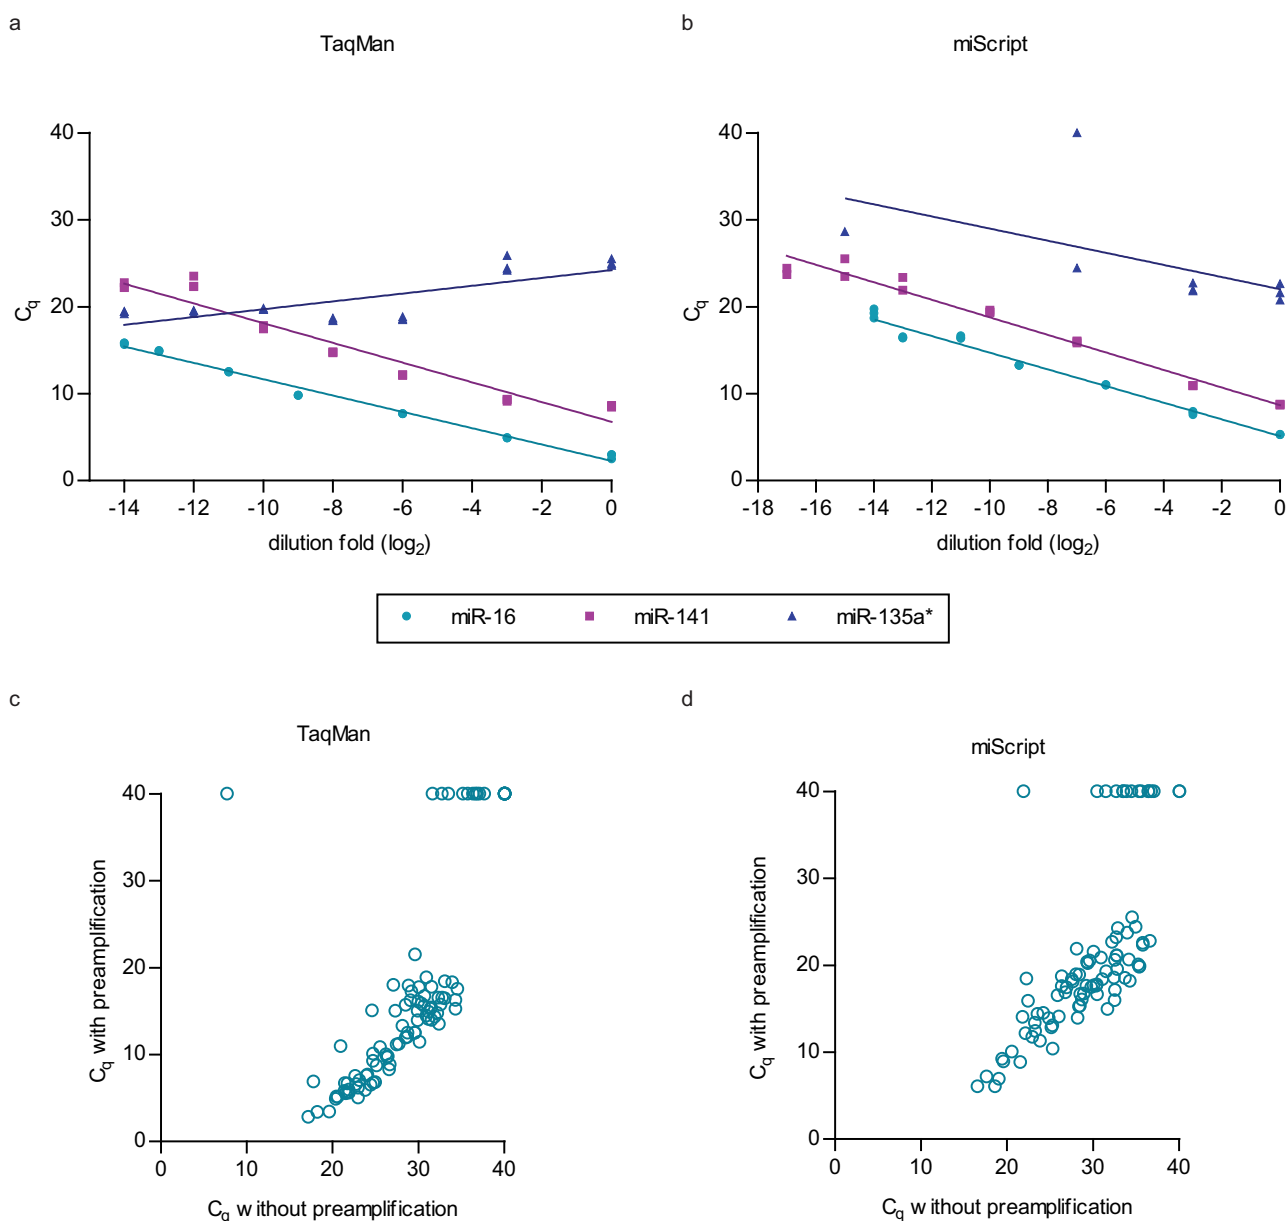 a
TaqMan
b
miScript
40
30
20
10
0
Cq
-14 -12 -10 -8 -6 -4 -2 0
dilution fold (log2)
40
30
20
10
0
Cq
-18 -16 -14 -12 -10 -8 -6 -4 -2 0
dilution fold (log2)
miR-16 miR-141 miR-135a*
c
TaqMan
d
miScript
40
30
20
10
0
Cq with preamplification
0 10 20 30 40
Cq without preamplification
40
30
20
10
0
Cq with preamplification
0 20 30 40
Cq without preamplification